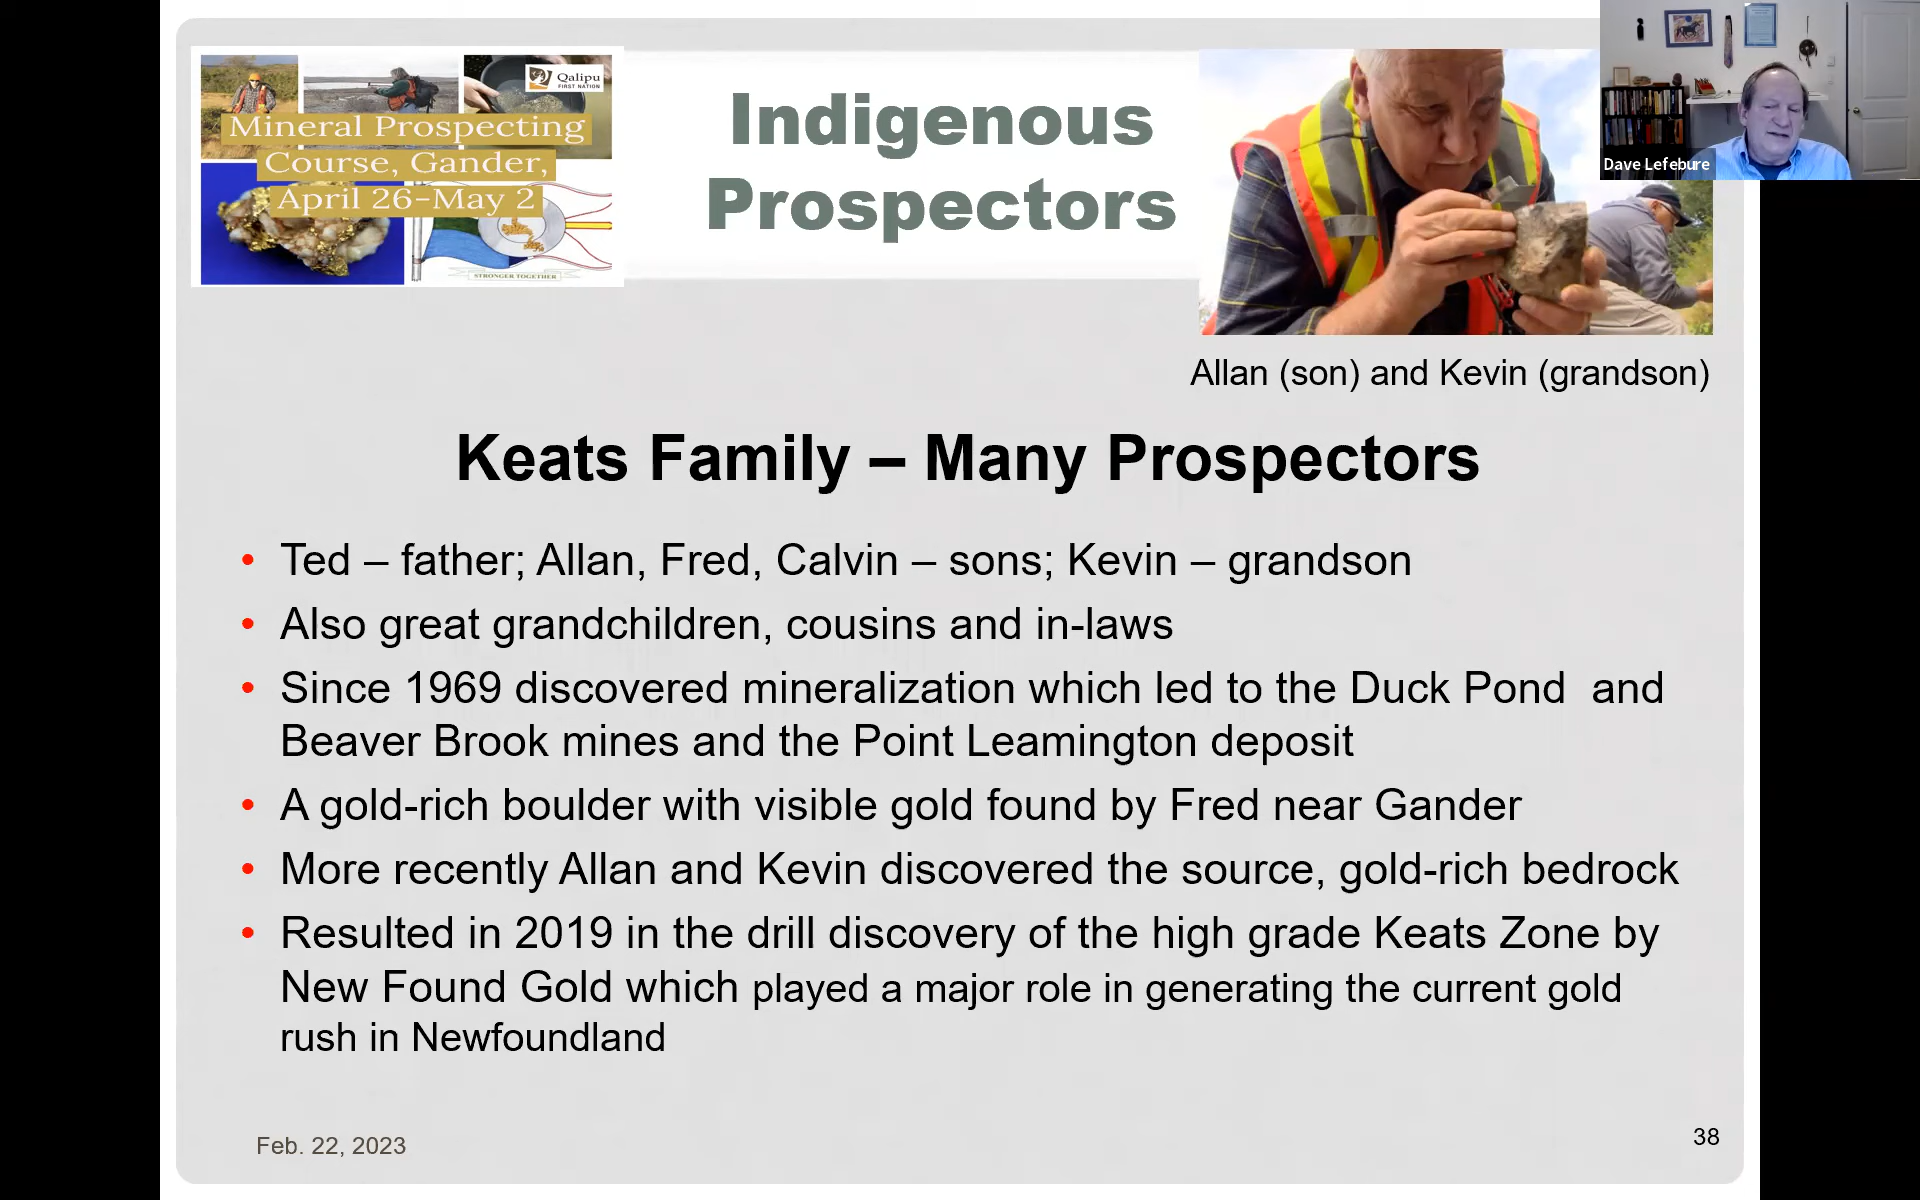 Qalipu
FIRST NATION
Mineral Prospecting
Course, Gander,
April 26-May 2
STRONGER TOGETHER
Indigenous
Prospectors
Dave Lefebure
Allan (son) and Kevin (grandson)
Keats Family – Many Prospectors
• Ted – father; Allan, Fred, Calvin – sons; Kevin – grandson
• Also great grandchildren, cousins and in-laws
• Since 1969 discovered mineralization which led to the Duck Pond and
Beaver Brook mines and the Point Leamington deposit
• A gold-rich boulder with visible gold found by Fred near Gander
• More recently Allan and Kevin discovered the source, gold-rich bedrock
• Resulted in 2019 in the drill discovery of the high grade Keats Zone by
New Found Gold which played a major role in generating the current gold
rush in Newfoundland
Feb. 22, 2023
38